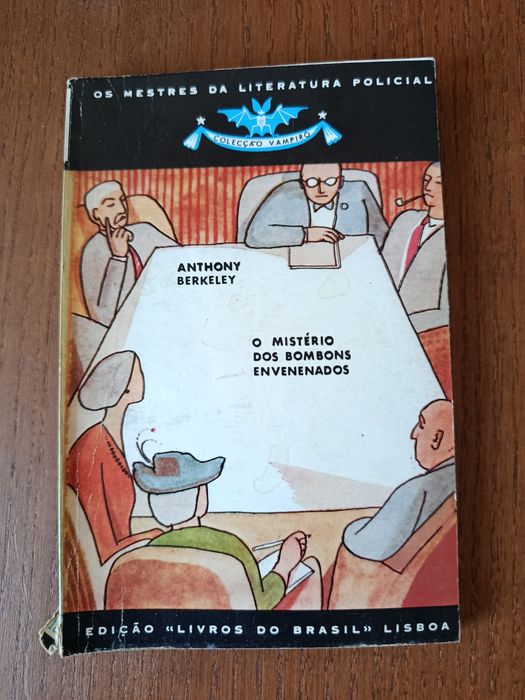 OS MESTRES DA LITERATURA POLICIAL
COLECÇÃO VAMPIRO
ANTHONY
BERKELEY
O MISTÉRIO
DOS BOMBONS
ENVENENADOS
EDIÇÃO «LIVROS DO BRASIL» LISBOA